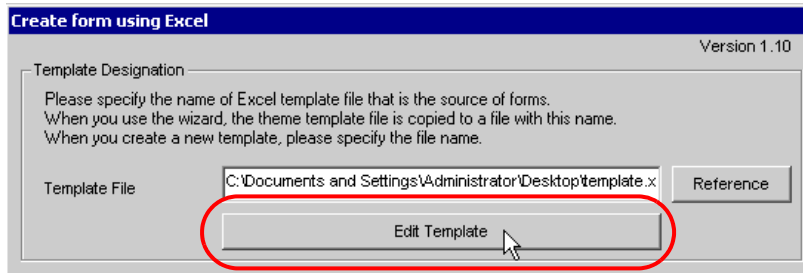 Create form using Excel
Version 1.10
Template Designation
Please specify the name of Excel template file that is the source of forms.
When you use the wizard, the theme template file is copied to a file with this name.
When you create a new template, please specify the file name.
Template File
C:\Documents and Settings\Administrator\Desktop\template.x
Reference
Edit Template